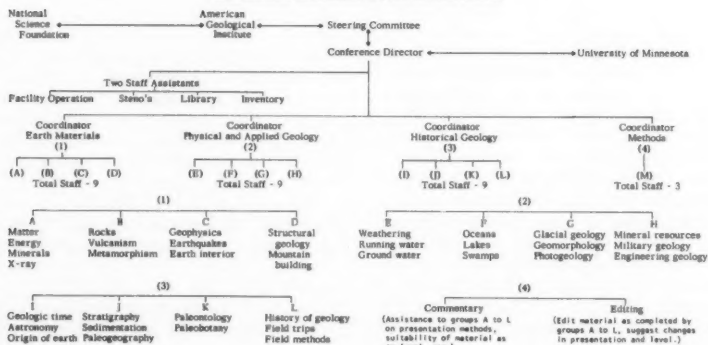 National American
Science Geological Steering Committee
Foundation Institute
Conference Director University of Minnesota
Two Staff Assistants
Facility Operation Steno's Library Inventory
Coordinator Coordinator Coordinator Coordinator
Earth Materials Physical and Applied Geology Historical Geology Methods
(1) (2) (3) (4)
(A) (B) (C) (D) (E) (F) (G) (H) (I) (J) (K) (L) (M)
Total Staff - 9 Total Staff - 9 Total Staff - 9 Total Staff - 3
(1) (2)
A B C D E F G H
Matter Rocks Geophysics Structural Weathering Oceans Glacial geology Mineral resources
Energy Vulcanism Earthquakes geology Running water Lakes Geomorphology Military geology
Minerals Metamorphism Earth interior Mountain Ground water Swamps Photogeology Engineering geology
X-ray building
(3) (4)
I J K L Commentary Editing
Geologic time Stratigraphy Paleontology History of geology (Assistance to groups A to L (Edit material as completed by
Astronomy Sedimentation Paleobotany Field trips on presentation methods, groups A to L, suggest changes
Origin of earth Paleogeography Field methods suitability of material as in presentation and level.)